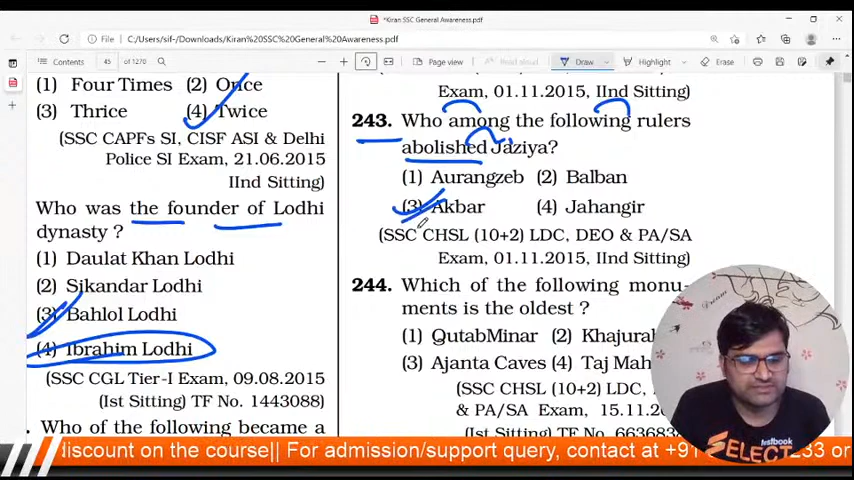 *Kiran SSC General Awareness.pdf
File | C:/Users/sif-/Downloads/Kiran%20SSC%20General%20Awareness.pdf
Contents 45 of 1270 Page view Read aloud Draw Highlight Erase
(1) Four Times (2) Once
(3) Thrice (4) Twice
(SSC CAPFs SI, CISF ASI & Delhi
Police SI Exam, 21.06.2015
IInd Sitting)
Who was the founder of Lodhi
dynasty ?
(1) Daulat Khan Lodhi
(2) Sikandar Lodhi
(3) Bahlol Lodhi
(4) Ibrahim Lodhi
(SSC CGL Tier-I Exam, 09.08.2015
(Ist Sitting) TF No. 1443088)
. Who of the following became a
Exam, 01.11.2015, IInd Sitting)
243. Who among the following rulers
abolished Jaziya?
(1) Aurangzeb (2) Balban
(3) Akbar (4) Jahangir
(SSC CHSL (10+2) LDC, DEO & PA/SA
Exam, 01.11.2015, IInd Sitting)
244. Which of the following monu-
ments is the oldest ?
(1) QutabMinar (2) Khajurah
(3) Ajanta Caves (4) Taj Mah
(SSC CHSL (10+2) LDC,
& PA/SA Exam, 15.11.20
(Ist Sitting) TF No. 663683
Dream
testbook
SELECT
discount on the course|| For admission/support query, contact at +91 233 or